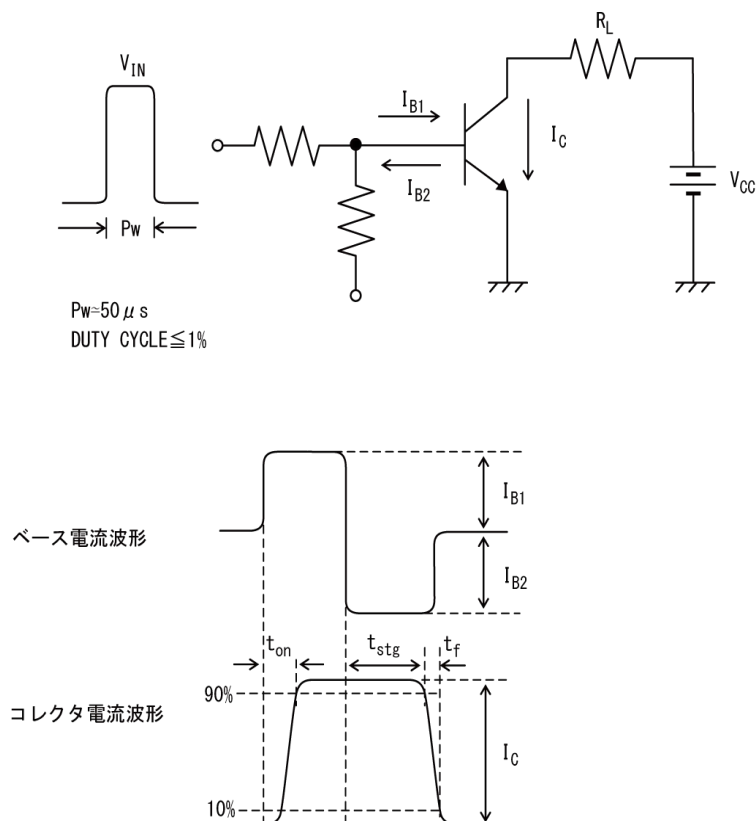 V_IN
R_L
I_B1
I_C
I_B2
V_CC
Pw
Pw≃50μs
DUTY CYCLE≦1%
ベース電流波形
I_B1
I_B2
t_on
t_stg
t_f
コレクタ電流波形
90%
I_C
10%